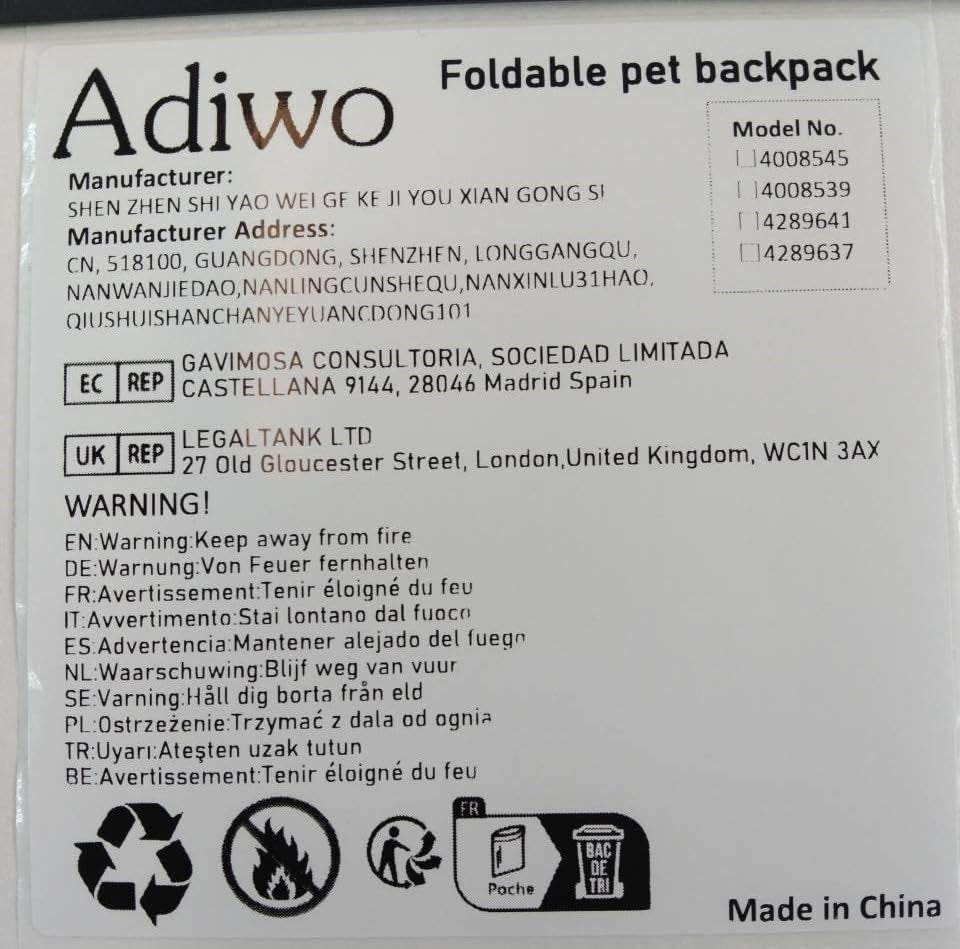 Adiwo
Foldable pet backpack
Model No.
4008545
4008539
4289641
4289637
Manufacturer:
SHEN ZHEN SHI YAO WEI GE KE JI YOU XIAN GONG SI
Manufacturer Address:
CN, 518100, GUANGDONG, SHENZHEN, LONGGANGQU,
NANWANJIEDAO,NANLINGCUNSHEQU,NANXINLU31HAO,
QIUSHUISHANCHANYEYUANCDONG101
EC REP
GAVIMOSA CONSULTORIA, SOCIEDAD LIMITADA
CASTELLANA 9144, 28046 Madrid Spain
UK REP
LEGALTANK LTD
27 Old Gloucester Street, London,United Kingdom, WC1N 3AX
WARNING!
EN:Warning:Keep away from fire
DE:Warnung:Von Feuer fernhalten
FR:Avertissement:Tenir éloigné du feu
IT:Avvertimento:Stai lontano dal fuoco
ES:Advertencia:Mantener alejado del fuego
NL:Waarschuwing:Blijf weg van vuur
SE:Varning:Håll dig borta från eld
PL:Ostrzeżenie:Trzymać z dala od ognia
TR:Uyarı:Ateşten uzak tutun
BE:Avertissement:Tenir éloigné du feu
FR
Poche
BAC
DE
TRI
Made in China